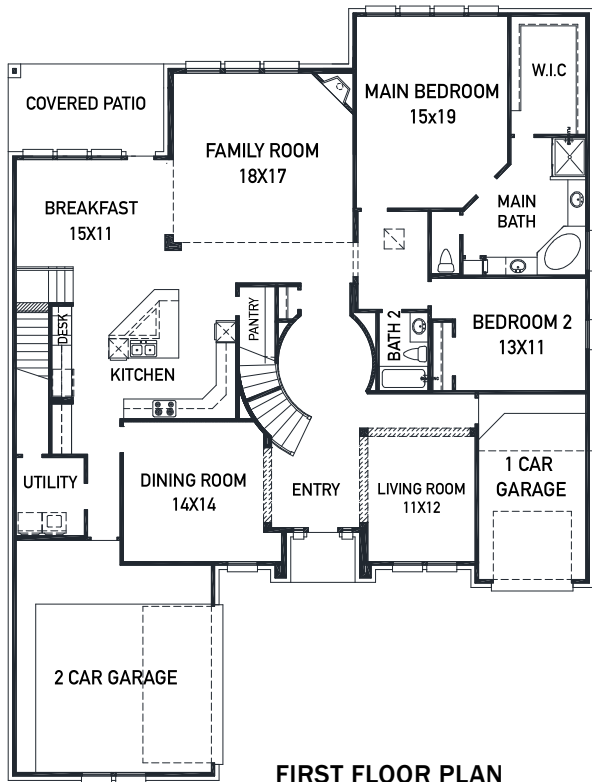 W.I.C
MAIN BEDROOM
15x19
COVERED PATIO
FAMILY ROOM
18X17
BREAKFAST
15X11
MAIN
BATH
DESK
PANTRY
BATH 2
BEDROOM 2
13X11
KITCHEN
UTILITY
DINING ROOM
14X14
ENTRY
LIVING ROOM
11X12
1 CAR
GARAGE
2 CAR GARAGE
FIRST FLOOR PLAN